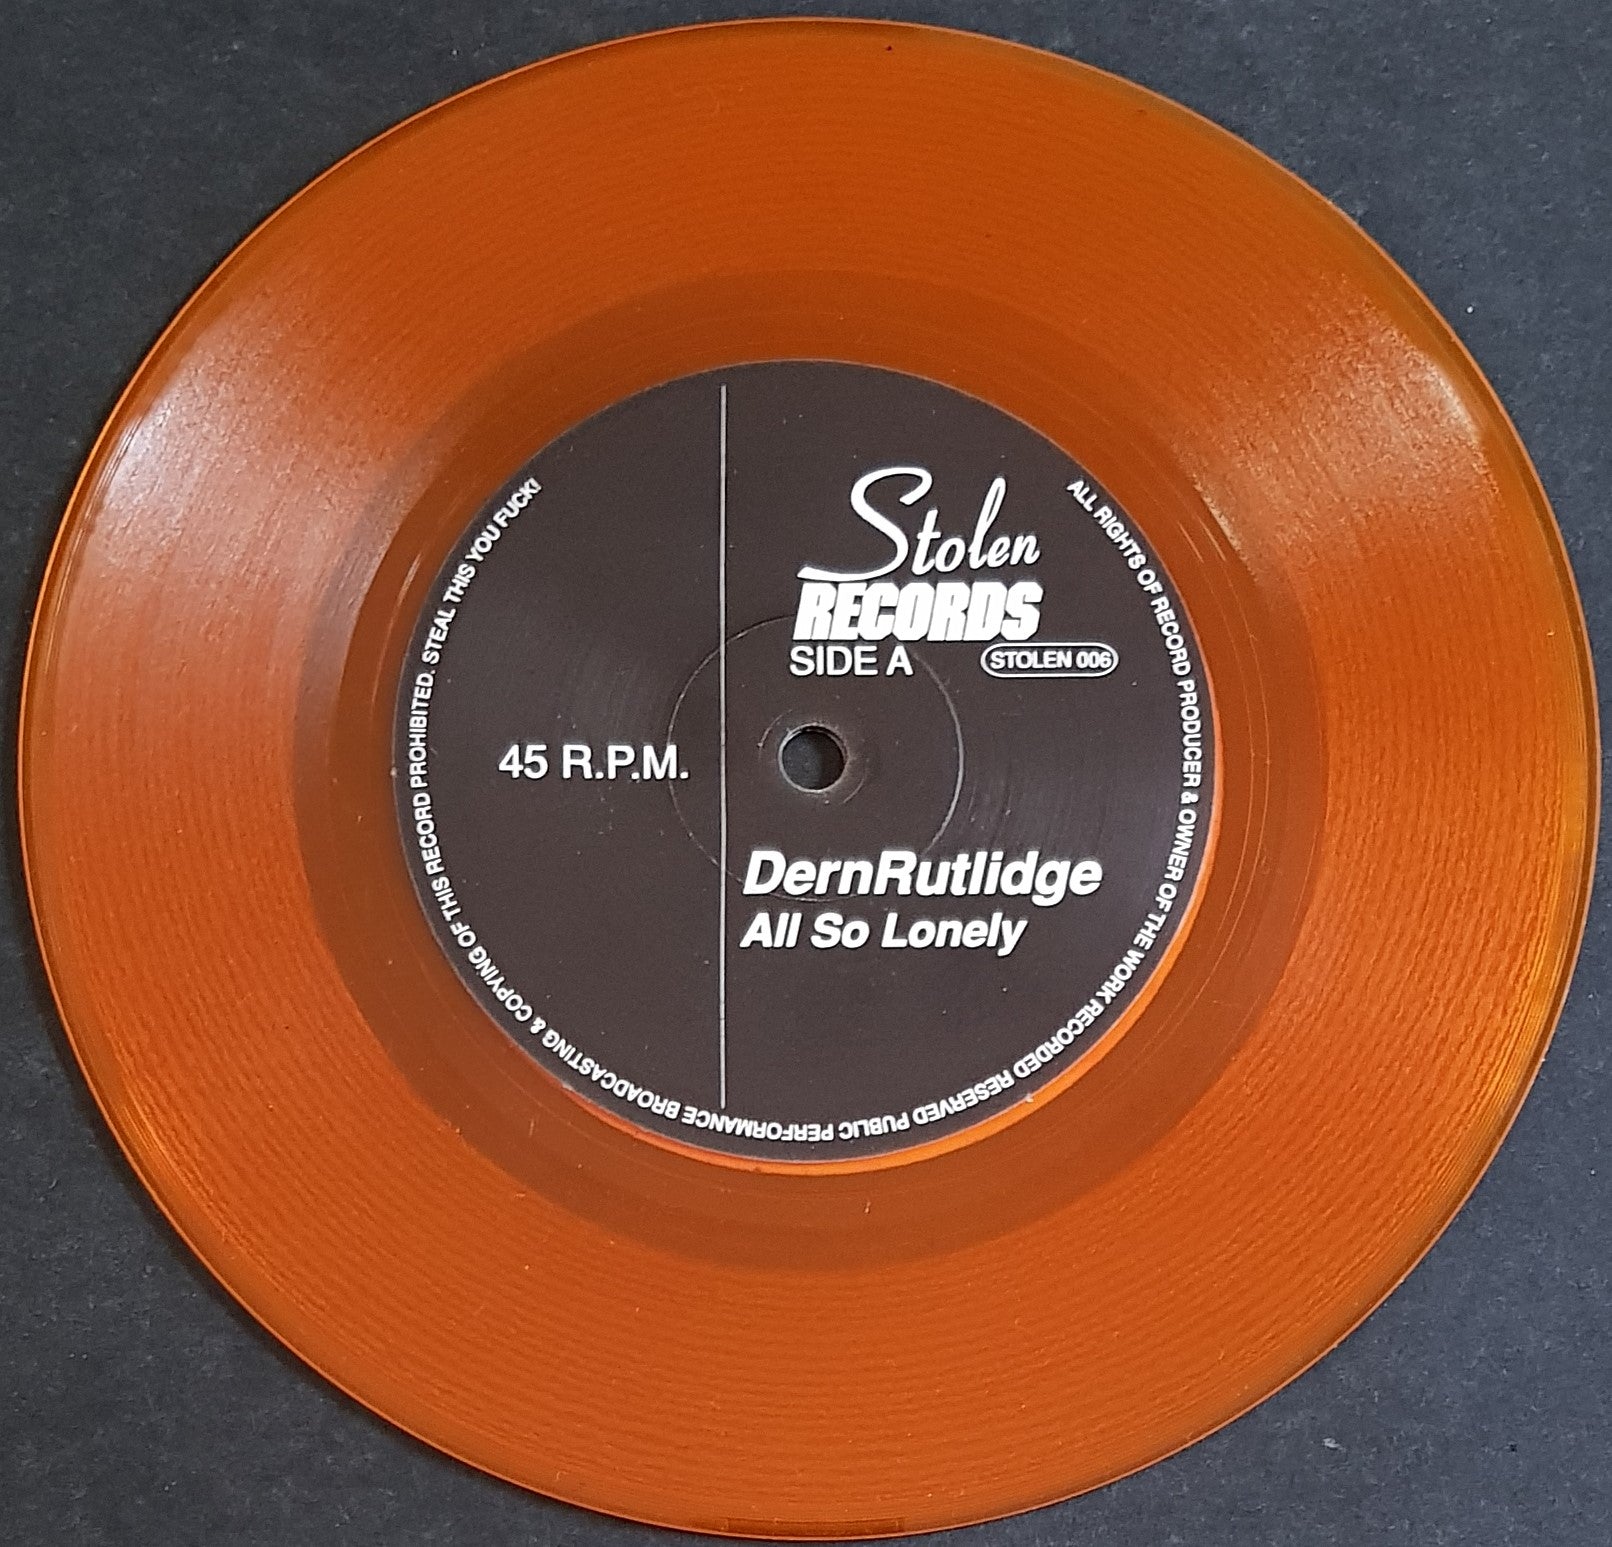 Stolen
RECORDS
SIDE A
STOLEN 006
45 R.P.M.
DernRutlidge
All So Lonely
ALL RIGHTS OF RECORD PRODUCER & OWNER OF THE WORK RECORDED RESERVED PUBLIC PERFORMANCE BROADCASTING & COPYING OF THIS RECORD PROHIBITED. STEAL THIS YOU FUCK!